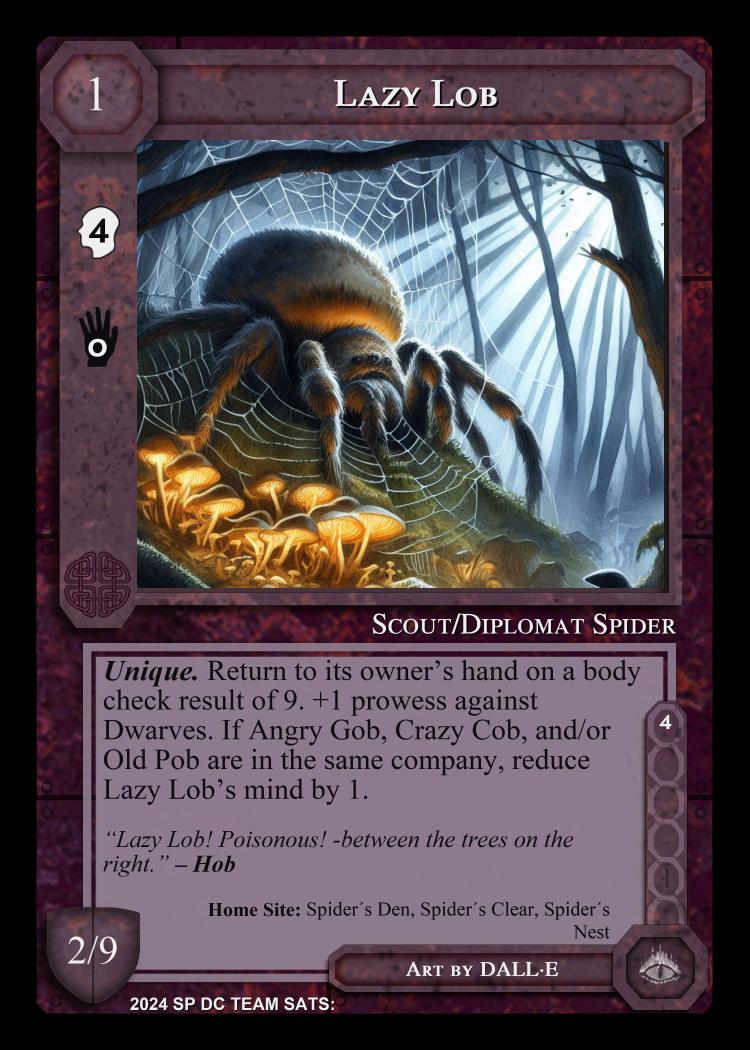 1
LAZY LOB
4
0
SCOUT/DIPLOMAT SPIDER
Unique. Return to its owner's hand on a body
check result of 9. +1 prowess against
Dwarves. If Angry Gob, Crazy Cob, and/or
Old Pob are in the same company, reduce
Lazy Lob's mind by 1.
4
“Lazy Lob! Poisonous! -between the trees on the
right.” – Hob
Home Site: Spider´s Den, Spider´s Clear, Spider´s
Nest
2/9
ART BY DALL·E
2024 SP DC TEAM SATS: